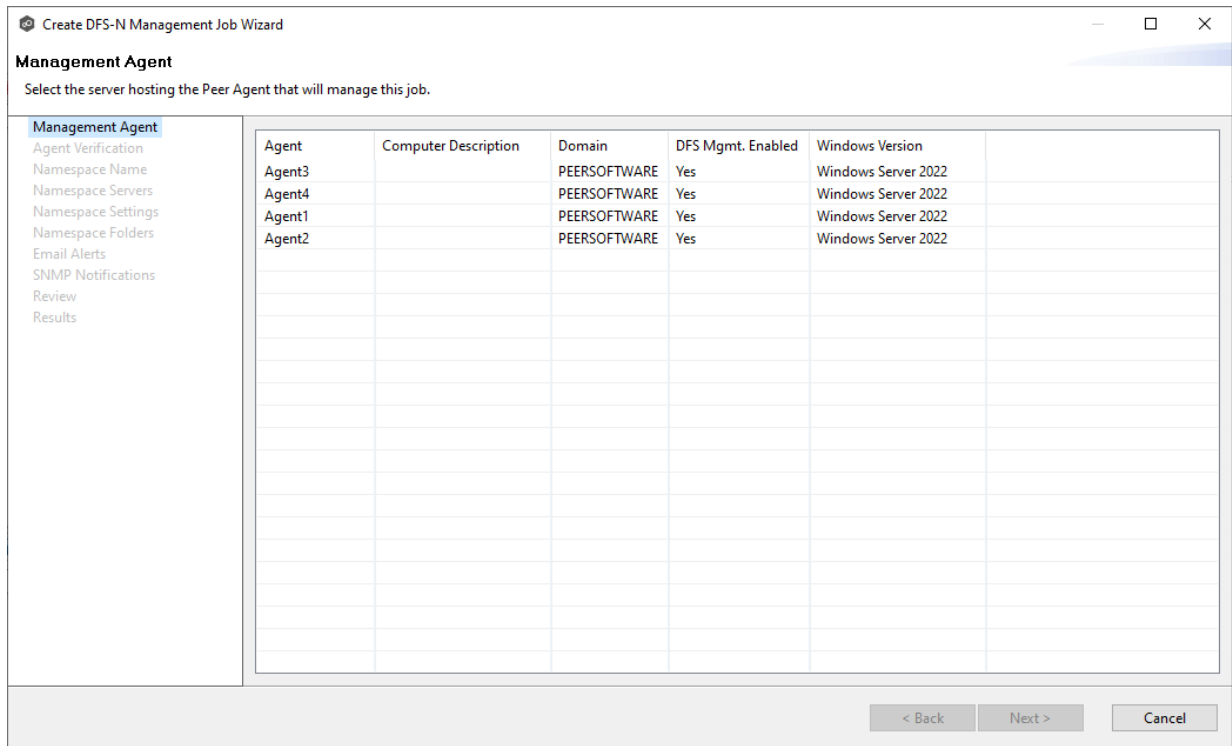 Create DFS-N Management Job Wizard
Management Agent
Select the server hosting the Peer Agent that will manage this job.
Management Agent
Agent Verification
Namespace Name
Namespace Servers
Namespace Settings
Namespace Folders
Email Alerts
SNMP Notifications
Review
Results
Agent Computer Description Domain DFS Mgmt. Enabled Windows Version
Agent3 PEERSOFTWARE Yes Windows Server 2022
Agent4 PEERSOFTWARE Yes Windows Server 2022
Agent1 PEERSOFTWARE Yes Windows Server 2022
Agent2 PEERSOFTWARE Yes Windows Server 2022
< Back Next > Cancel